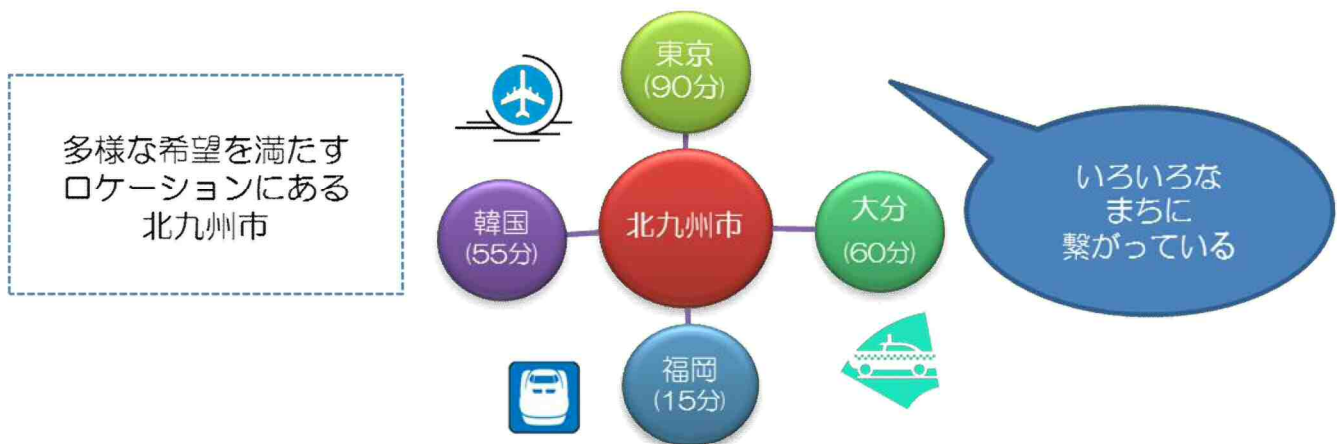 多様な希望を満たす
ロケーションにある
北九州市
東京
(90分)
韓国
(55分)
北九州市
大分
(60分)
福岡
(15分)
いろいろな
まちに
繋がっている